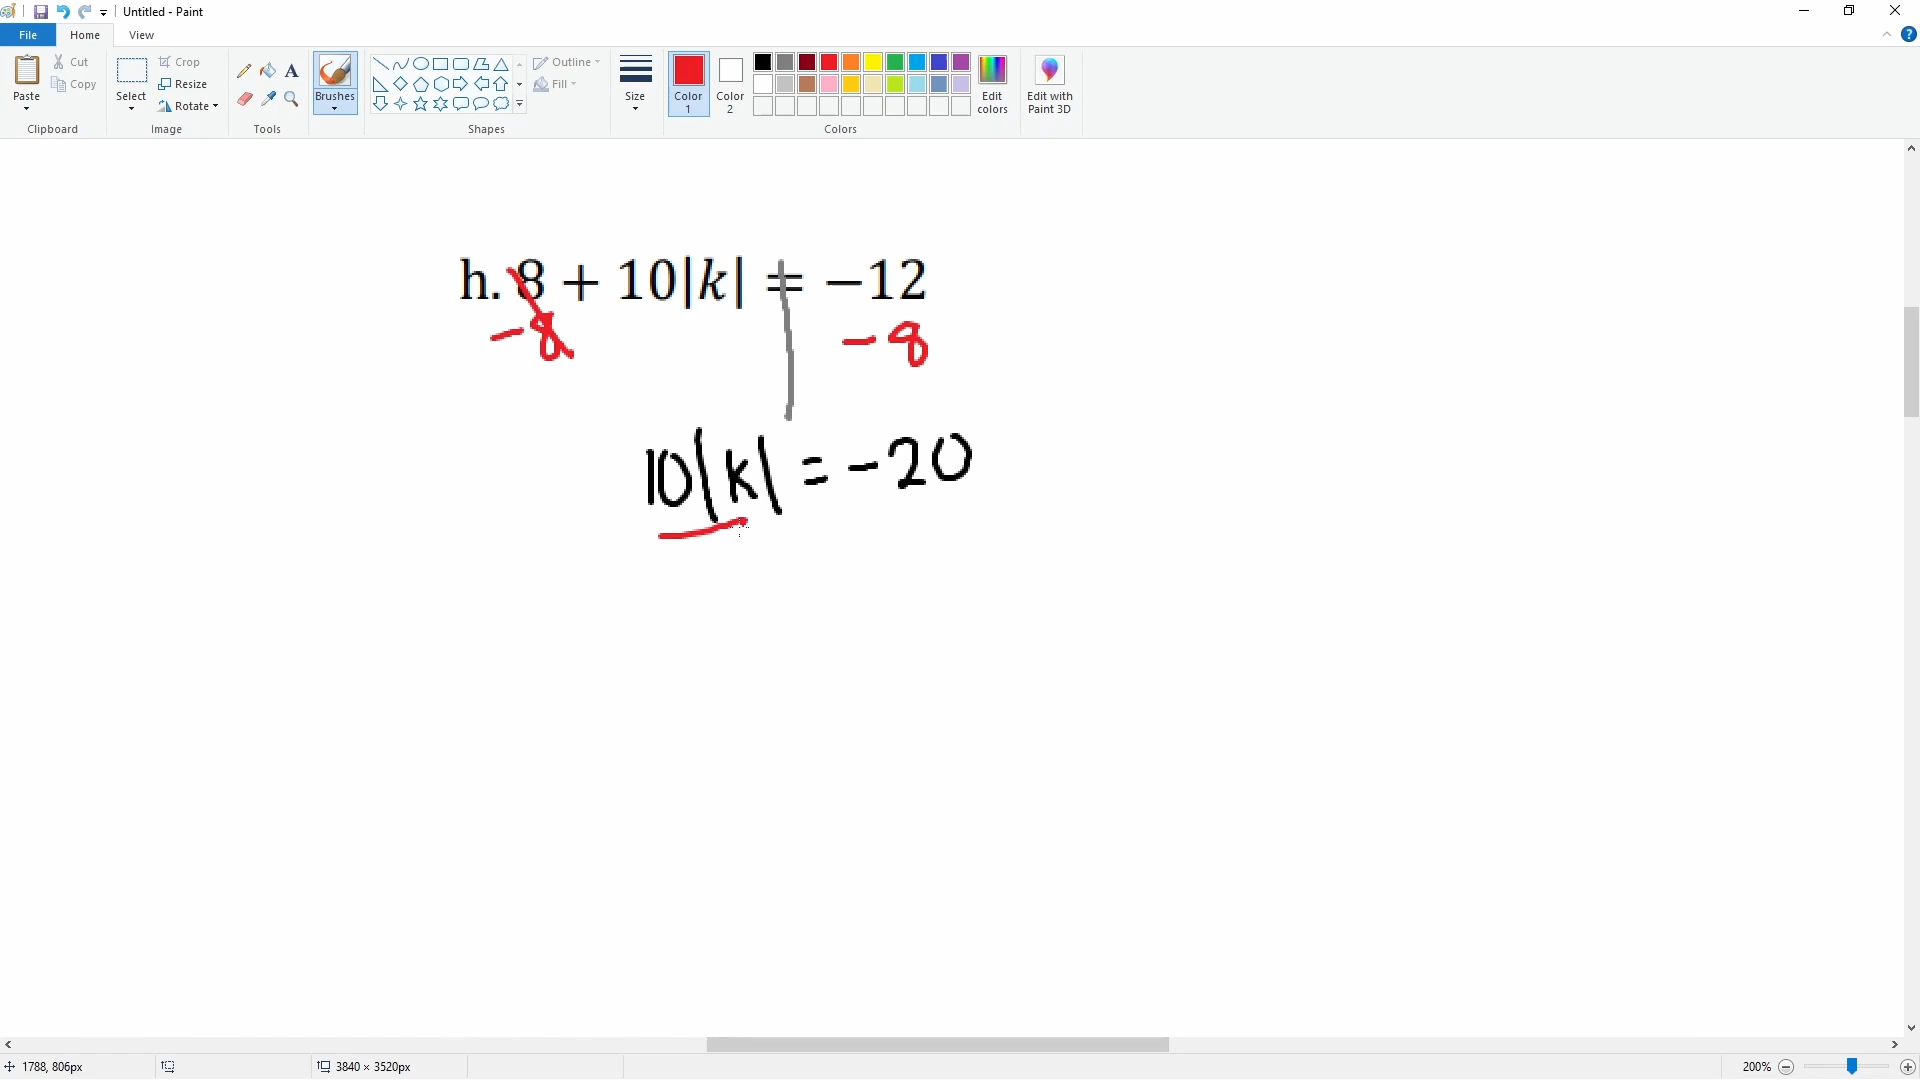 Untitled - Paint
File Home View
Paste Cut Copy Clipboard
Select Crop Resize Rotate Image
A Tools
Brushes
Shapes Outline Fill
Size
Color 1 Color 2 Colors
Edit colors
Edit with Paint 3D
h. 8 + 10|k| = −12
-8 -8
10|k| = -20
1788, 806px 3840 × 3520px 200%